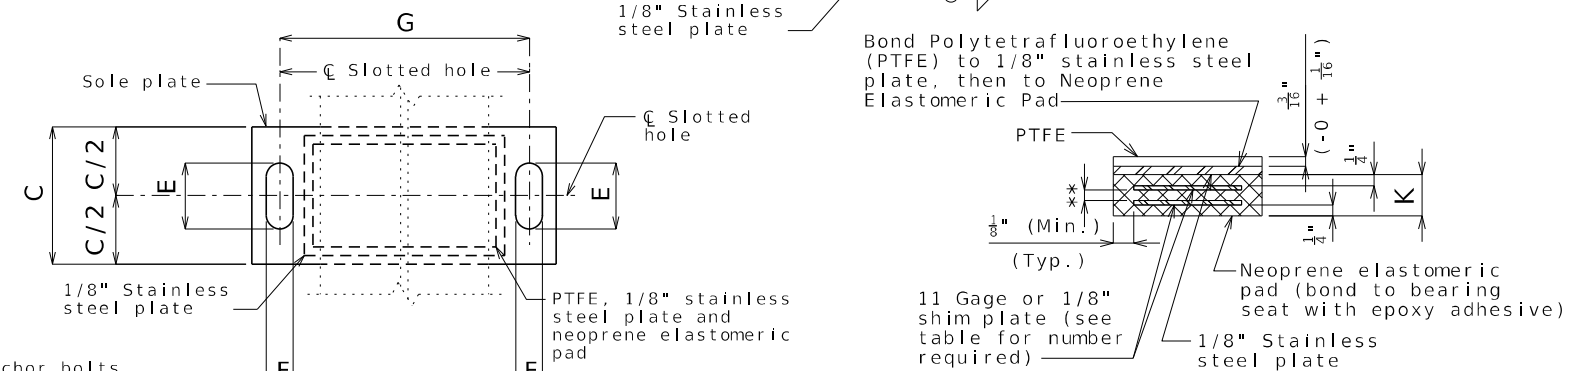 1/8" Stainless
steel plate
G
℄ Slotted hole
Sole plate
℄ Slotted
hole
C
C/2
C/2
E
E
1/8" Stainless
steel plate
PTFE, 1/8" stainless
steel plate and
neoprene elastomeric
pad
F
F
chor bolts
Bond Polytetrafluoroethylene
(PTFE) to 1/8" stainless steel
plate, then to Neoprene
Elastomeric Pad
PTFE
3/16" (-0 + 1/16")
1/4"
K
1/4"
**
1/8" (Min.)
(Typ.)
11 Gage or 1/8"
shim plate (see
table for number
required)
Neoprene elastomeric
pad (bond to bearing
seat with epoxy adhesive)
1/8" Stainless
steel plate